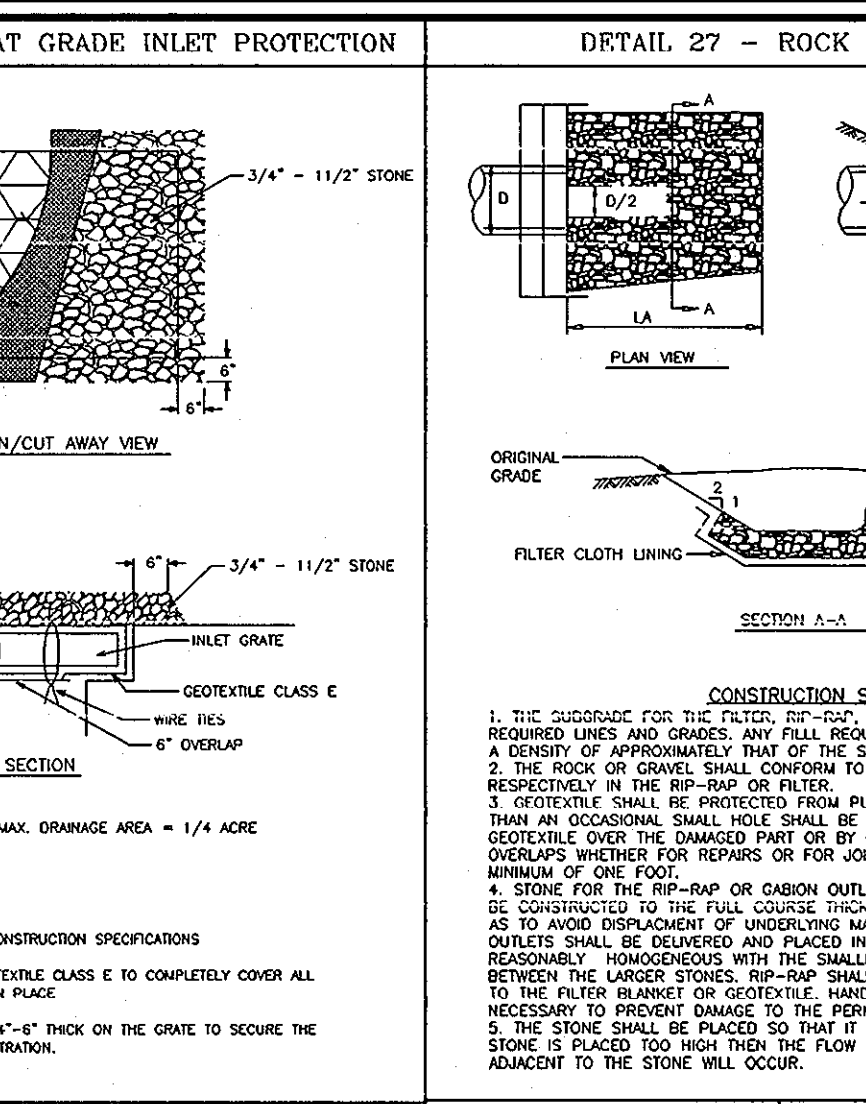 AT GRADE INLET PROTECTION
3/4" - 11/2" STONE
6"
6"
N/CUT AWAY VIEW
6"
3/4" - 11/2" STONE
INLET GRATE
GEOTEXTILE CLASS E
WIRE TIES
6" OVERLAP
SECTION
MAX. DRAINAGE AREA = 1/4 ACRE
ONSTRUCTION SPECIFICATIONS
TEXTILE CLASS E TO COMPLETELY COVER ALL
N PLACE
4"-6" THICK ON THE GRATE TO SECURE THE
TRATION.
DETAIL 27 - ROCK
A
D
D/2
A
LA
PLAN VIEW
ORIGINAL
GRADE
2
1
FILTER CLOTH LINING
SECTION A-A
CONSTRUCTION S
1. THE SUBGRADE FOR THE FILTER, RIP-RAP,
REQUIRED LINES AND GRADES. ANY FILLL REQU
A DENSITY OF APPROXIMATELY THAT OF THE S
2. THE ROCK OR GRAVEL SHALL CONFORM TO
RESPECTIVELY IN THE RIP-RAP OR FILTER.
3. GEOTEXTILE SHALL BE PROTECTED FROM PU
THAN AN OCCASIONAL SMALL HOLE SHALL BE
GEOTEXTILE OVER THE DAMAGED PART OR BY
OVERLAPS WHETHER FOR REPAIRS OR FOR JOI
MINIMUM OF ONE FOOT.
4. STONE FOR THE RIP-RAP OR GABION OUTL
BE CONSTRUCTED TO THE FULL COURSE THICK
AS TO AVOID DISPLACMENT OF UNDERLYING MA
OUTLETS SHALL BE DELIVERED AND PLACED IN
REASONABLY HOMOGENEOUS WITH THE SMALL
BETWEEN THE LARGER STONES. RIP-RAP SHAL
TO THE FILTER BLANKET OR GEOTEXTILE. HAND
NECESSARY TO PREVENT DAMAGE TO THE PERM
5. THE STONE SHALL BE PLACED SO THAT IT
STONE IS PLACED TOO HIGH THEN THE FLOW
ADJACENT TO THE STONE WILL OCCUR.